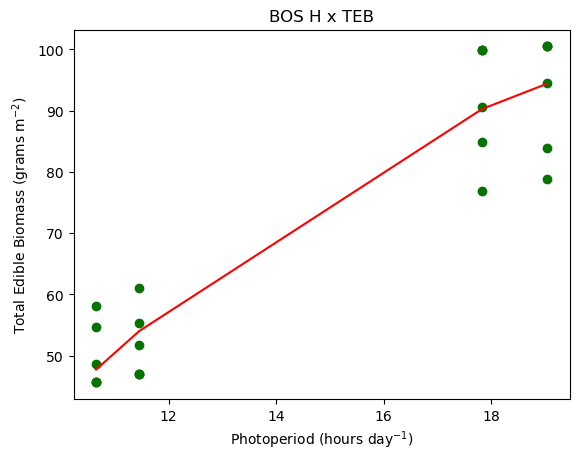 BOS H x TEB
100
90
80
70
60
50
Total Edible Biomass (grams m⁻²)
12 14 16 18
Photoperiod (hours day⁻¹)